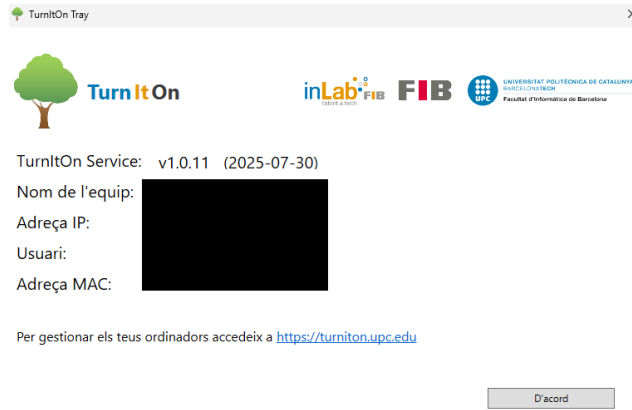 TurnItOn Tray
Turn It On
inLab FIB
talent & tech
FIB
UPC
UNIVERSITAT POLITÈCNICA DE CATALUNYA
BARCELONATECH
Facultat d'Informàtica de Barcelona
TurnItOn Service: v1.0.11 (2025-07-30)
Nom de l'equip:
Adreça IP:
Usuari:
Adreça MAC:
Per gestionar els teus ordinadors accedeix a https://turniton.upc.edu
D'acord